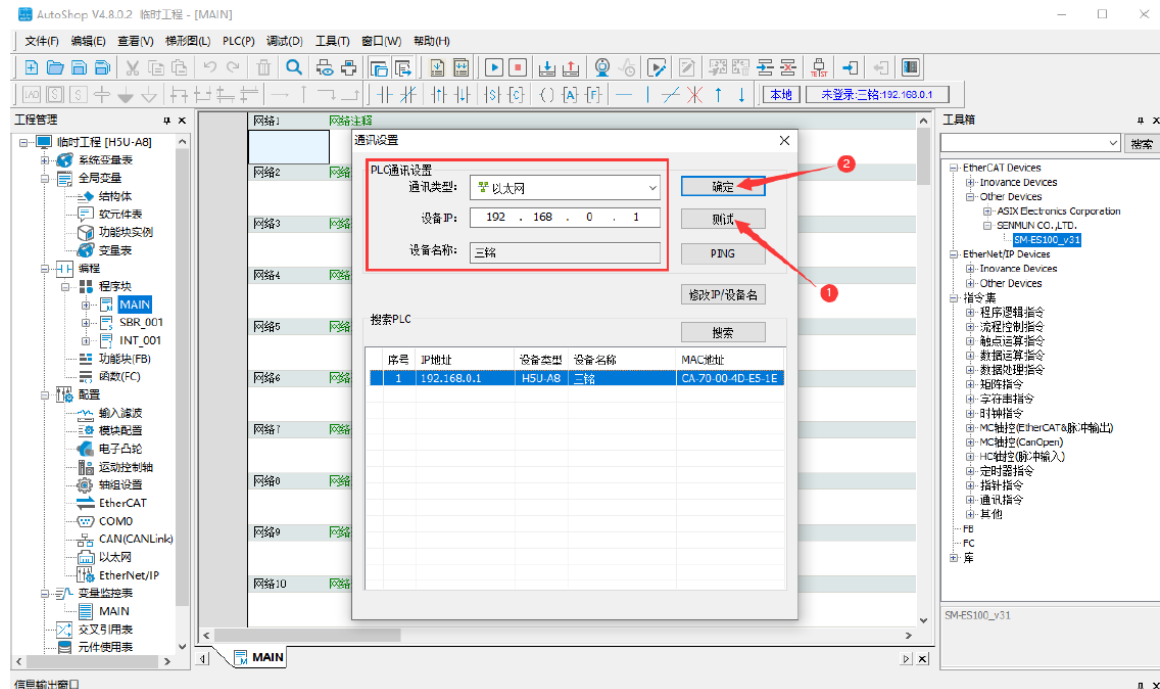 AutoShop V4.8.0.2 临时工程 - [MAIN]
文件(F) 编辑(E) 查看(V) 梯形图(L) PLC(P) 调试(D) 工具(T) 窗口(W) 帮助(H)
本地 未登录:三铭:192.168.0.1
工程管理
临时工程 [H5U-A8]
系统变量表
全局变量
结构体
软元件表
功能块实例
变量表
编程
程序块
MAIN
SBR_001
INT_001
功能块(FB)
函数(FC)
配置
输入滤波
模块配置
电子凸轮
运动控制轴
轴组设置
EtherCAT
COM0
CAN(CANLink)
以太网
EtherNet/IP
变量监控表
MAIN
交叉引用表
元件使用表
网络1 网络注释
网络2 网络
网络3 网络
网络4 网络
网络5 网络
网络6 网络
网络7 网络
网络8 网络
网络9 网络
网络10 网络
MAIN
通讯设置
PLC通讯设置
通讯类型: 以太网
设备IP: 192 . 168 . 0 . 1
设备名称: 三铭
确定
测试
PING
修改IP/设备名
2
1
搜索PLC
搜索
序号 IP地址 设备类型 设备名称 MAC地址
1 192.168.0.1 H5U-A8 三铭 CA-70-00-4D-E5-1E
工具箱
搜索
EtherCAT Devices
Inovance Devices
Other Devices
ASIX Electronics Corporation
SENMUN CO.,LTD.
SM-ES100_v31
EtherNet/IP Devices
Inovance Devices
Other Devices
指令集
程序逻辑指令
流程控制指令
触点运算指令
数据运算指令
数据处理指令
矩阵指令
字符串指令
时钟指令
MC轴控(EtherCAT&脉冲输出)
MC轴控(CanOpen)
HC轴控(脉冲输入)
定时器指令
指针指令
通讯指令
其他
FB
FC
库
SM-ES100_v31
信息输出窗口